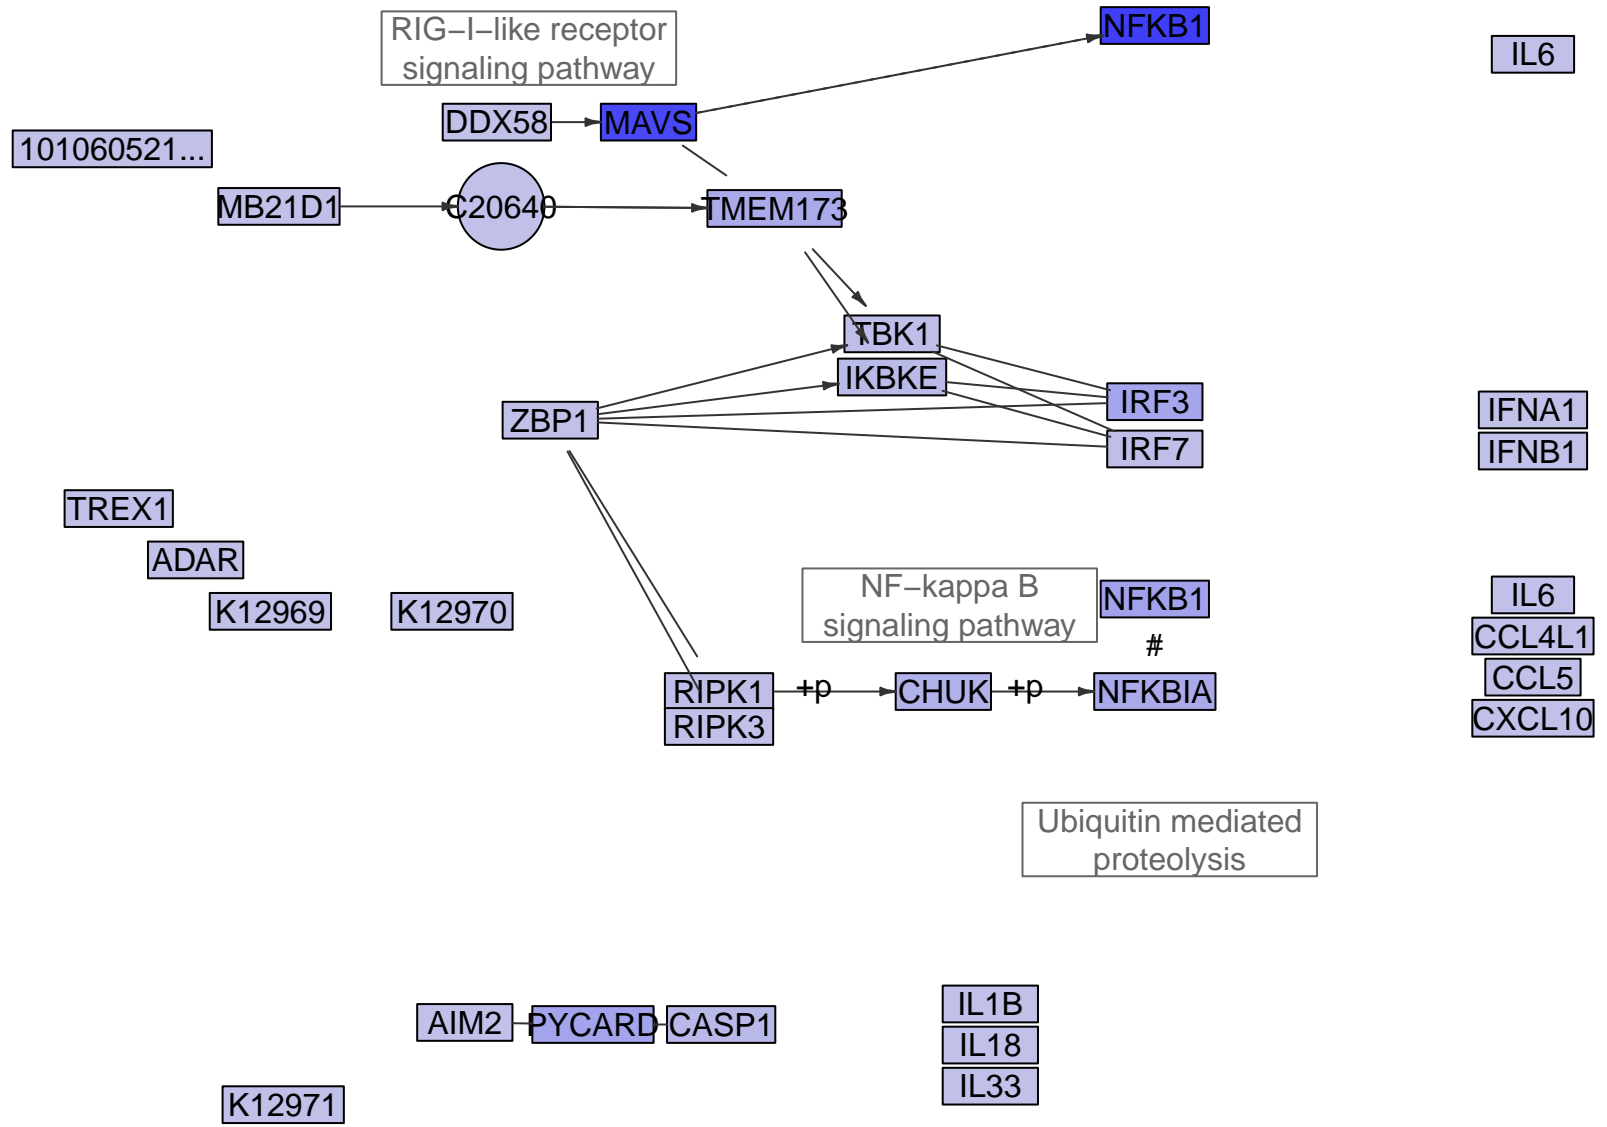 RIG−I−like receptor
signaling pathway
NFKB1
IL6
DDX58
MAVS
101060521...
MB21D1
C20640
TMEM173
TBK1
IKBKE
ZBP1
IRF3
IRF7
IFNA1
IFNB1
TREX1
ADAR
K12969
K12970
NF−kappa B
signaling pathway
NFKB1
#
IL6
CCL4L1
CCL5
CXCL10
RIPK1
+p
CHUK
+p
NFKBIA
RIPK3
Ubiquitin mediated
proteolysis
AIM2
PYCARD
CASP1
IL1B
IL18
IL33
K12971